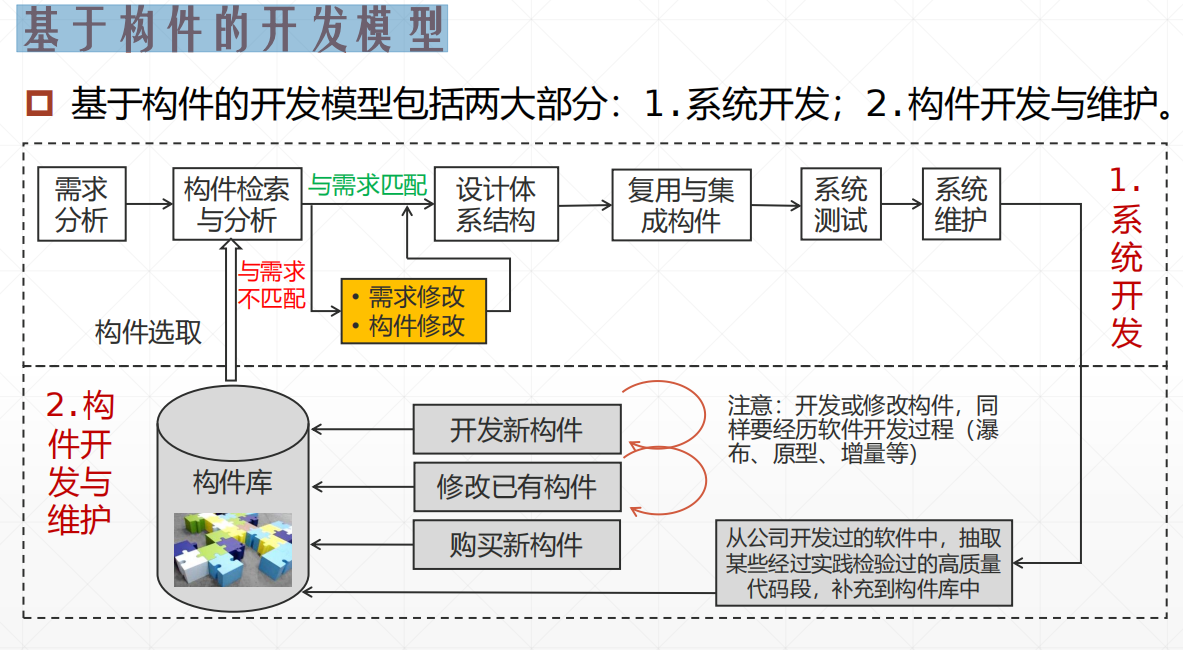 基于构件的开发模型
基于构件的开发模型包括两大部分：1.系统开发；2.构件开发与维护。
需求
分析
构件检索
与分析
与需求匹配
设计体
系结构
复用与集
成构件
系统
测试
系统
维护
1.
系
统
开
发
与需求
不匹配
• 需求修改
• 构件修改
构件选取
2.构
件开
发与
维护
构件库
开发新构件
修改已有构件
购买新构件
注意：开发或修改构件，同
样要经历软件开发过程（瀑
布、原型、增量等）
从公司开发过的软件中，抽取
某些经过实践检验过的高质量
代码段，补充到构件库中